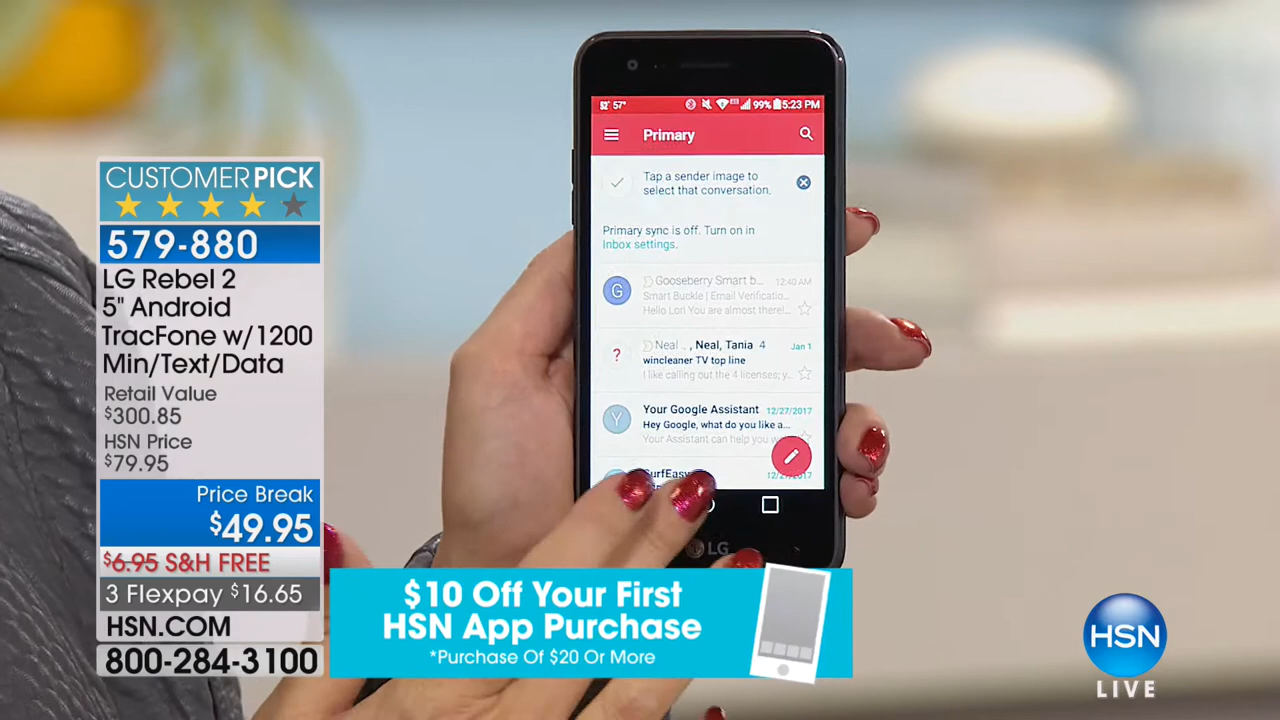 CUSTOMER PICK
579-880
LG Rebel 2
5" Android
TracFone w/1200
Min/Text/Data
Retail Value
$300.85
HSN Price
$79.95
Price Break
$49.95
$6.95 S&H FREE
3 Flexpay $16.65
HSN.COM
800-284-3100
57° 99% 5:23 PM
Primary
Tap a sender image to
select that conversation.
Primary sync is off. Turn on in
Inbox settings.
G Gooseberry Smart b... 12:40 AM
Smart Buckle | Email Verificatio...
Hello Lori You are almost there!
? Neal .., Neal, Tania 4 Jan 1
wincleaner TV top line
I like calling out the 4 licenses; y...
Y Your Google Assistant 12/27/2017
Hey Google, what do you like a...
Your Assistant can help you
SurfEasy
LG
$10 Off Your First
HSN App Purchase
*Purchase Of $20 Or More
HSN
LIVE